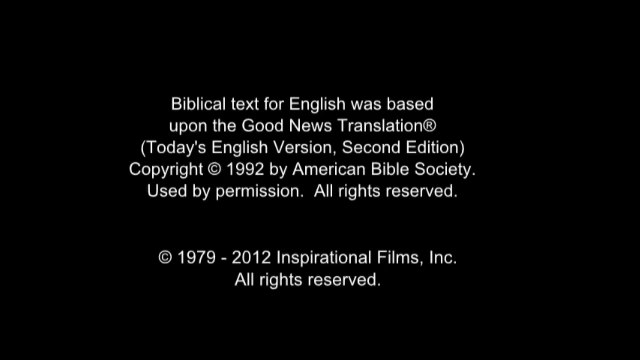 Biblical text for English was based
upon the Good News Translation®
(Today's English Version, Second Edition)
Copyright © 1992 by American Bible Society.
Used by permission.  All rights reserved.
© 1979 - 2012 Inspirational Films, Inc.
All rights reserved.